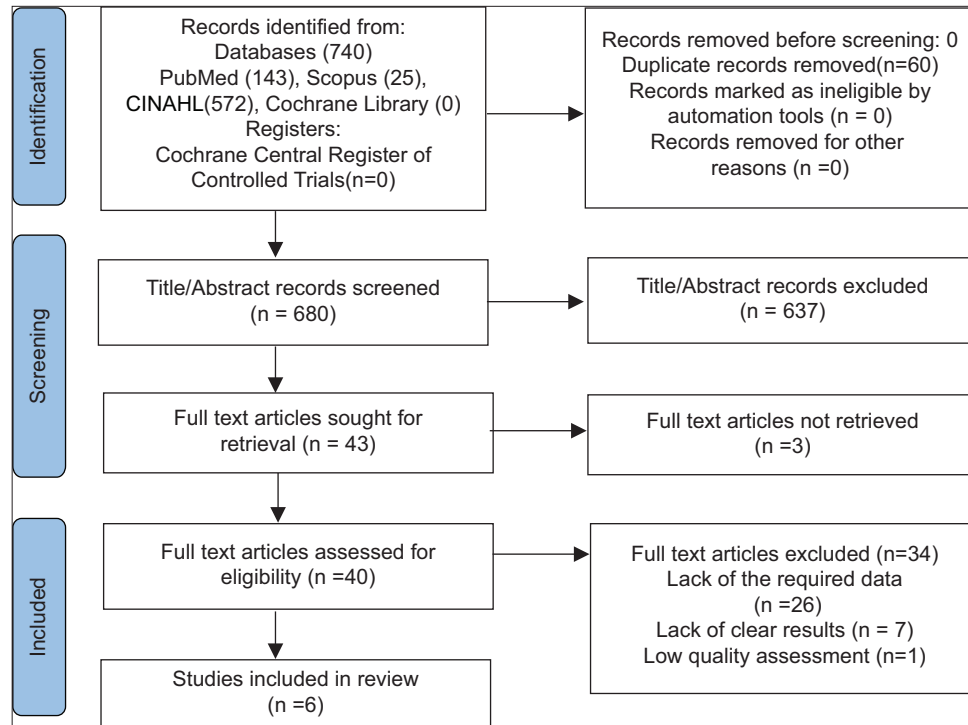 Identification
Records identified from:
Databases (740)
PubMed (143), Scopus (25),
CINAHL(572), Cochrane Library (0)
Registers:
Cochrane Central Register of
Controlled Trials(n=0)
Records removed before screening: 0
Duplicate records removed(n=60)
Records marked as ineligible by
automation tools (n = 0)
Records removed for other
reasons (n =0)
Screening
Title/Abstract records screened
(n = 680)
Title/Abstract records excluded
(n = 637)
Full text articles sought for
retrieval (n = 43)
Full text articles not retrieved
(n =3)
Included
Full text articles assessed for
eligibility (n =40)
Full text articles excluded (n=34)
Lack of the required data
(n =26)
Lack of clear results (n = 7)
Low quality assessment (n=1)
Studies included in review
(n =6)